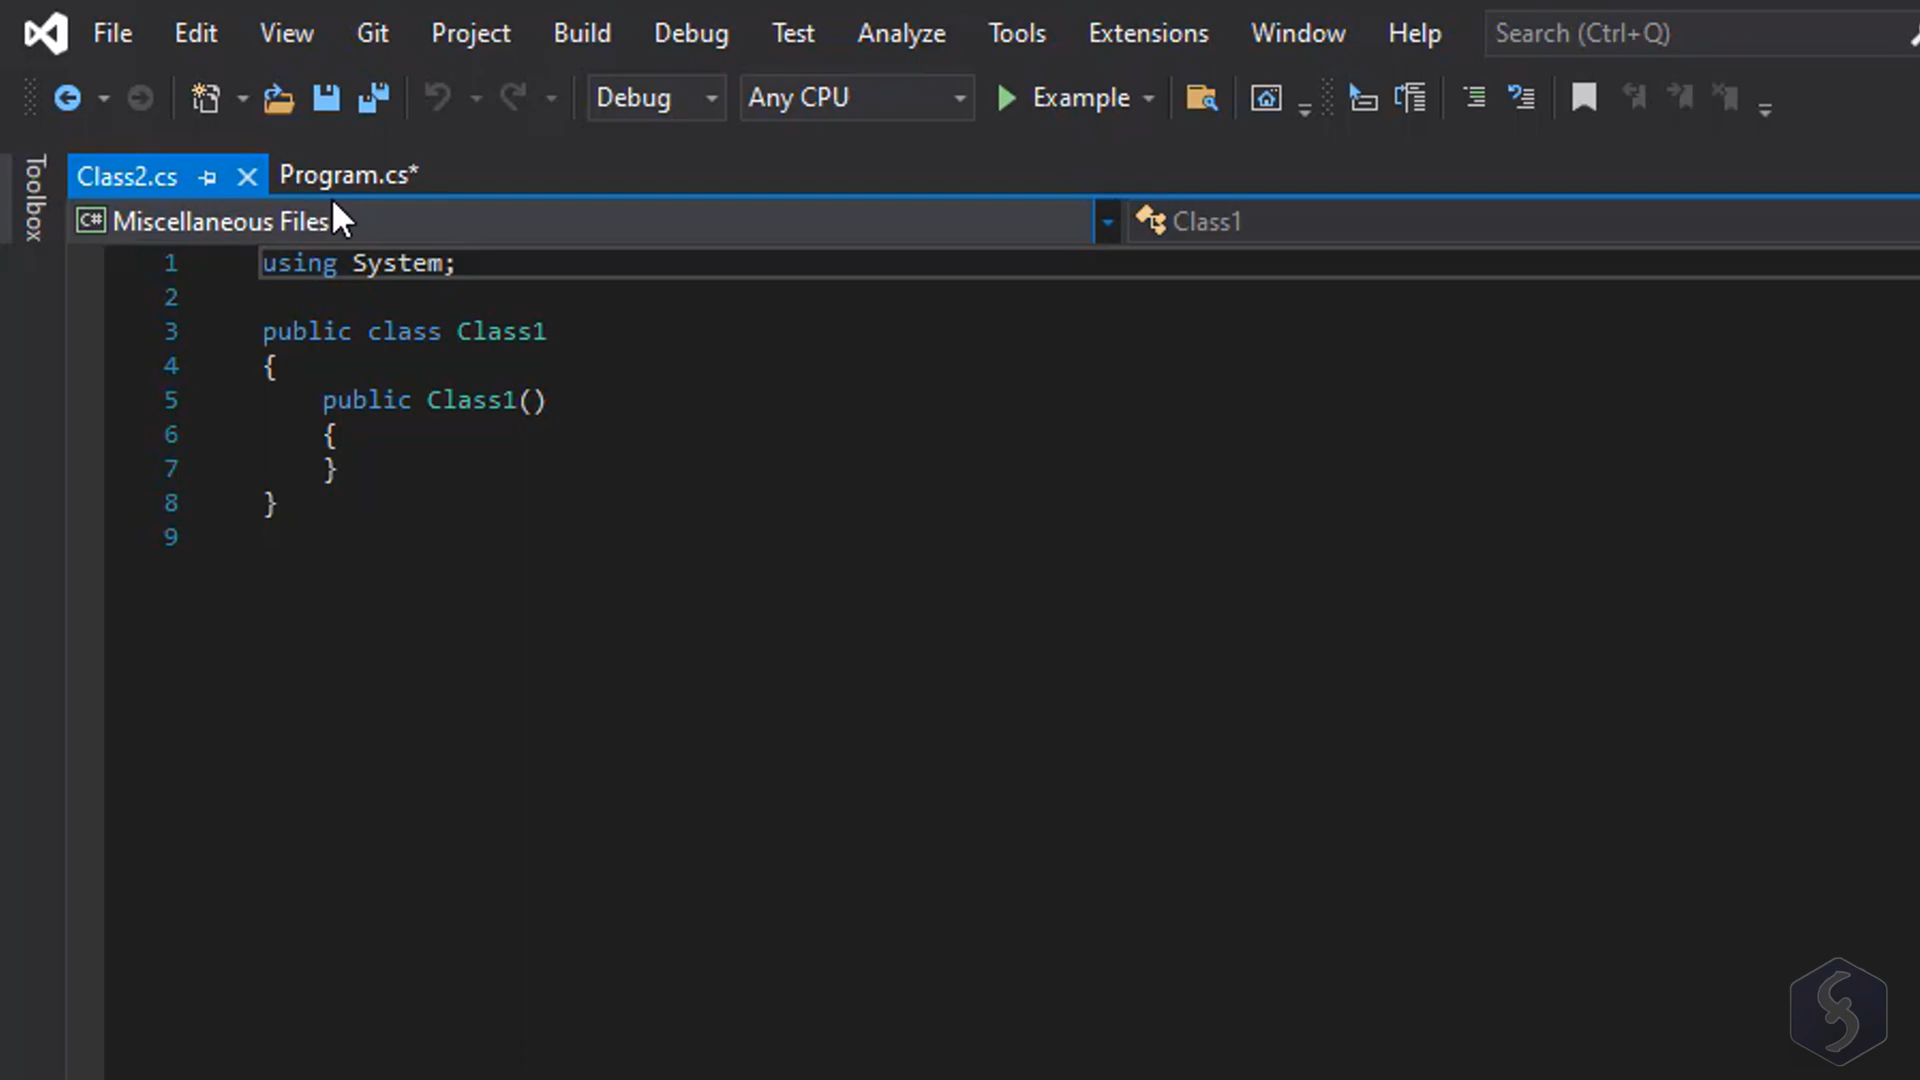 File Edit View Git Project Build Debug Test Analyze Tools Extensions Window Help Search (Ctrl+Q)
Debug Any CPU Example
Toolbox
Class2.cs Program.cs*
C# Miscellaneous Files Class1
1 using System;
2
3 public class Class1
4 {
5 public Class1()
6 {
7 }
8 }
9